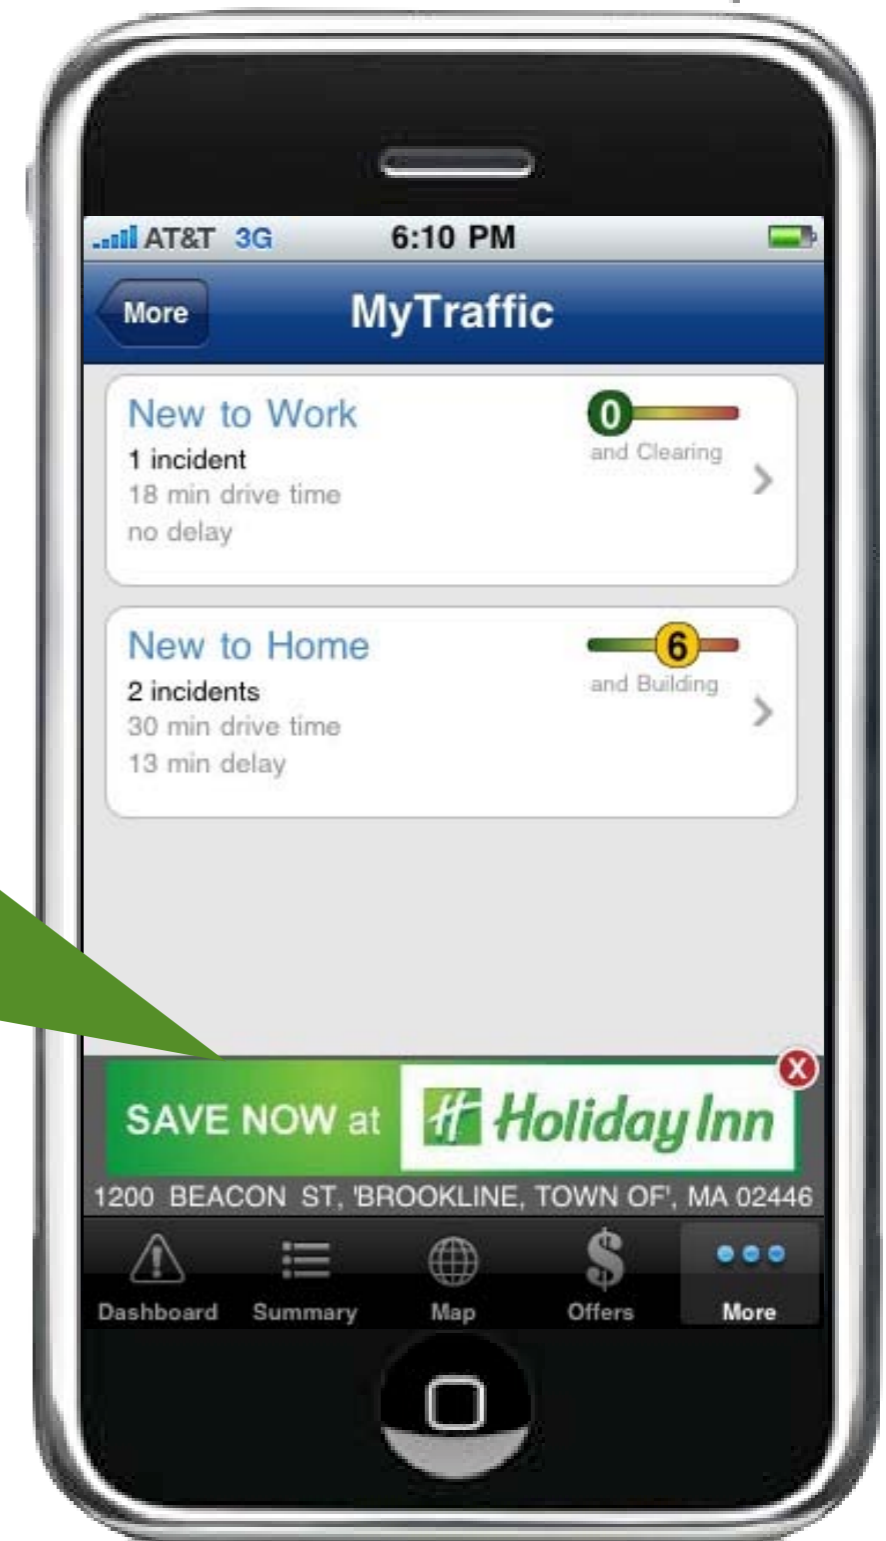 AT&T 3G 6:10 PM
More MyTraffic
New to Work
0
1 incident
and Clearing
18 min drive time
no delay
New to Home
6
2 incidents
and Building
30 min drive time
13 min delay
X
SAVE NOW at Holiday Inn
1200 BEACON ST, 'BROOKLINE, TOWN OF', MA 02446
$
Dashboard Summary Map Offers More